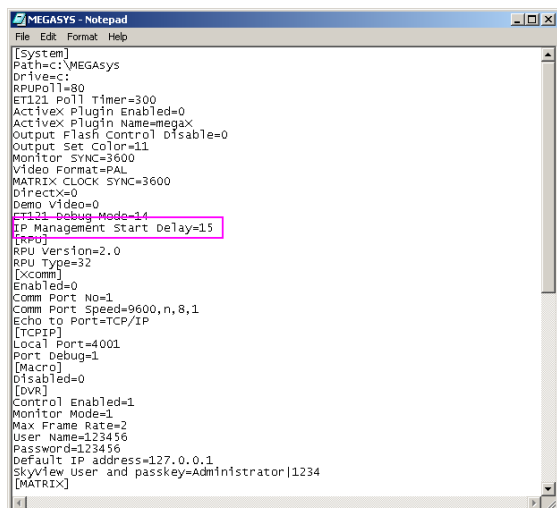 MEGASYS - Notepad
File Edit Format Help
[System]
Path=c:\MEGAsys
Drive=c:
RPUPoll=80
ET121 Poll Timer=300
ActiveX Plugin Enabled=0
ActiveX Plugin Name=megaX
Output Flash Control Disable=0
Output Set Color=11
Monitor SYNC=3600
Video Format=PAL
MATRIX CLOCK SYNC=3600
DirectX=0
Demo Video=0
ET121 Debug Mode=14
IP Management Start Delay=15
[RPU]
RPU Version=2.0
RPU Type=32
[Xcomm]
Enabled=0
Comm Port No=1
Comm Port Speed=9600,n,8,1
Echo to Port=TCP/IP
[TCPIP]
Local Port=4001
Port Debug=1
[Macro]
Disabled=0
[DVR]
Control Enabled=1
Monitor Mode=1
Max Frame Rate=2
User Name=123456
Password=123456
Default IP address=127.0.0.1
SkyView User and passkey=Administrator|1234
[MATRIX]